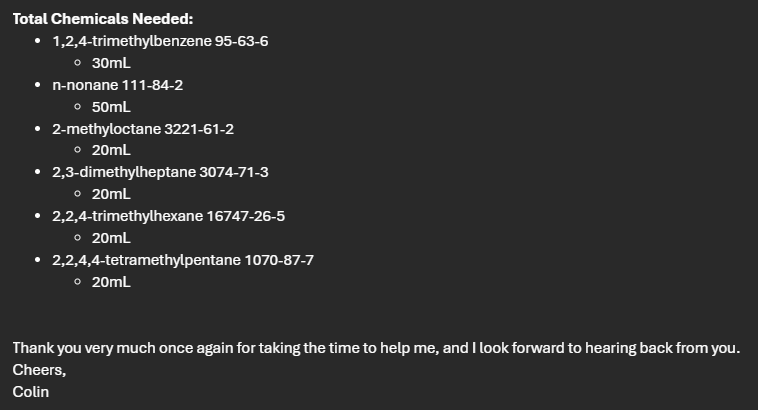 Total Chemicals Needed:
• 1,2,4-trimethylbenzene 95-63-6
○ 30mL
• n-nonane 111-84-2
○ 50mL
• 2-methyloctane 3221-61-2
○ 20mL
• 2,3-dimethylheptane 3074-71-3
○ 20mL
• 2,2,4-trimethylhexane 16747-26-5
○ 20mL
• 2,2,4,4-tetramethylpentane 1070-87-7
○ 20mL
Thank you very much once again for taking the time to help me, and I look forward to hearing back from you.
Cheers,
Colin